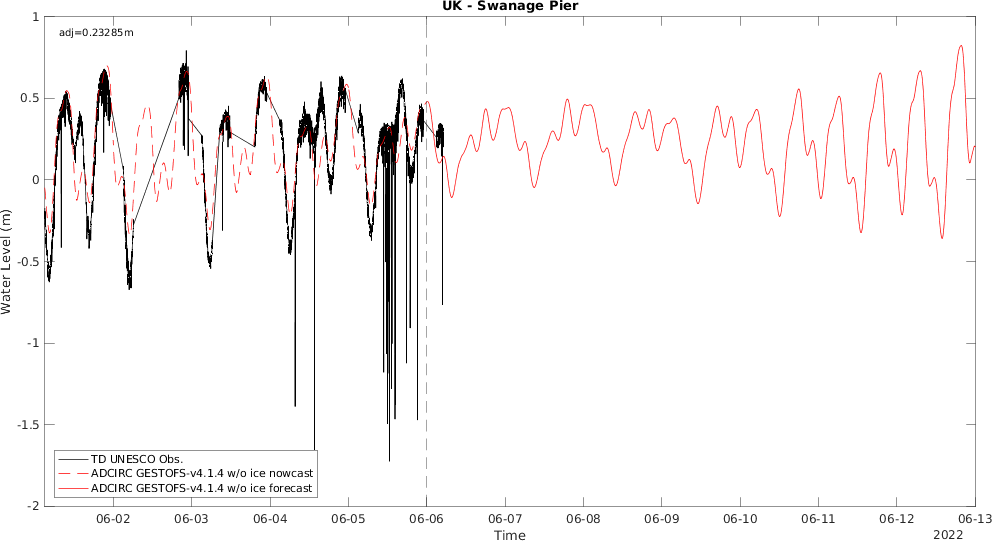 UK - Swanage Pier
adj=0.23285m
1
0.5
0
-0.5
-1
-1.5
-2
Water Level (m)
TD UNESCO Obs.
ADCIRC GESTOFS-v4.1.4 w/o ice nowcast
ADCIRC GESTOFS-v4.1.4 w/o ice forecast
06-02 06-03 06-04 06-05 06-06 06-07 06-08 06-09 06-10 06-11 06-12 06-13
Time
2022